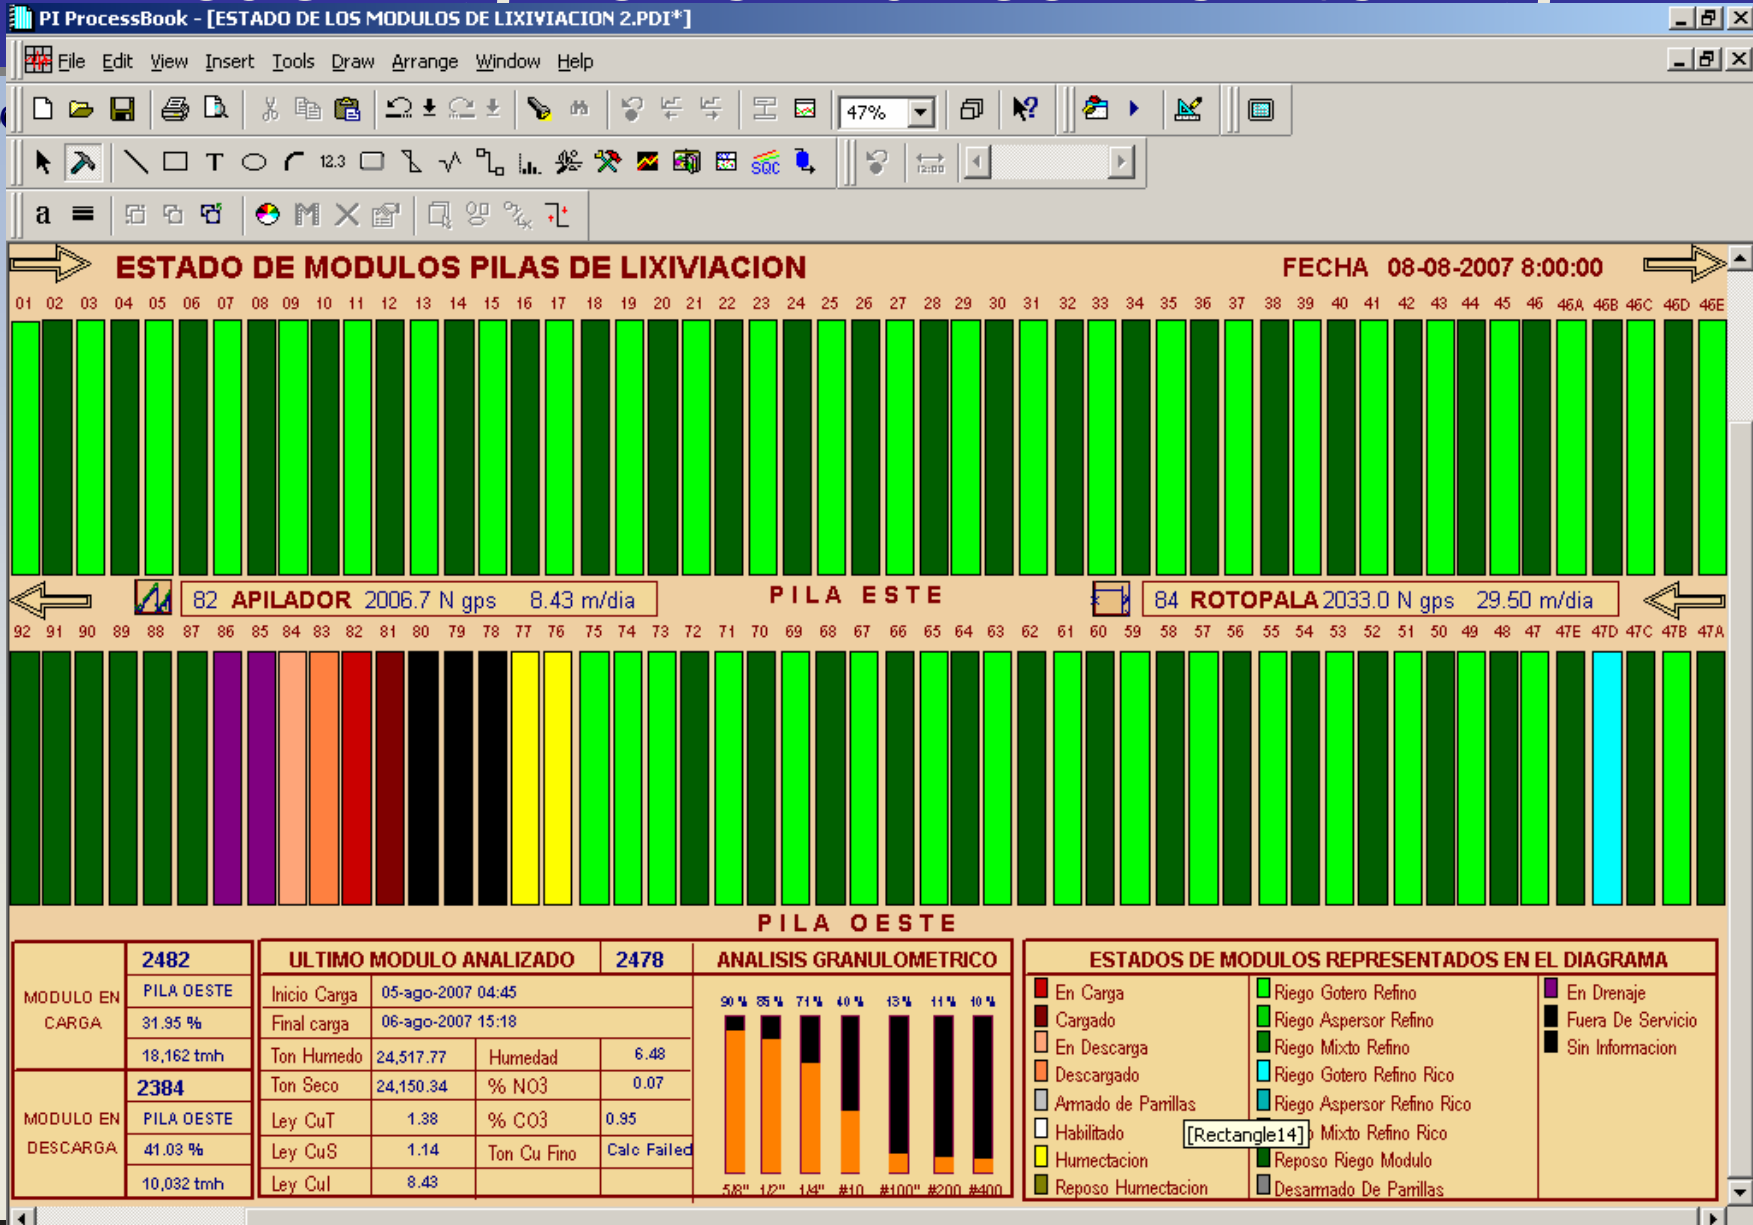 PI ProcessBook - [ESTADO DE LOS MODULOS DE LIXIVIACION 2.PDI*]
File Edit View Insert Tools Draw Arrange Window Help
47%
T 12.3 SQC 12:00
a
ESTADO DE MODULOS PILAS DE LIXIVIACION
FECHA 08-08-2007 8:00:00
01 02 03 04 05 06 07 08 09 10 11 12 13 14 15 16 17 18 19 20 21 22 23 24 25 26 27 28 29 30 31 32 33 34 35 36 37 38 39 40 41 42 43 44 45 46 46A 46B 46C 46D 46E
82 APILADOR 2006.7 N gps 8.43 m/dia
PILA ESTE
84 ROTOPALA 2033.0 N gps 29.50 m/dia
92 91 90 89 88 87 86 85 84 83 82 81 80 79 78 77 76 75 74 73 72 71 70 69 68 67 66 65 64 63 62 61 60 59 58 57 56 55 54 53 52 51 50 49 48 47 47E 47D 47C 47B 47A
PILA OESTE
MODULO EN CARGA
2482
PILA OESTE
31.95 %
18,162 tmh
MODULO EN DESCARGA
2384
PILA OESTE
41.03 %
10,032 tmh
ULTIMO MODULO ANALIZADO 2478
Inicio Carga 05-ago-2007 04:45
Final carga 06-ago-2007 15:18
Ton Humedo 24,517.77 Humedad 6.48
Ton Seco 24,150.34 % NO3 0.07
Ley CuT 1.38 % CO3 0.95
Ley CuS 1.14 Ton Cu Fino Calc Failed
Ley CuI 8.43
ANALISIS GRANULOMETRICO
90 % 85 % 71 % 40 % 13 % 11 % 10 %
5/8" 1/2" 1/4" #10 #100" #200 #400
ESTADOS DE MODULOS REPRESENTADOS EN EL DIAGRAMA
En Carga
Cargado
En Descarga
Descargado
Armado de Parrillas
Habilitado
Humectacion
Reposo Humectacion
Riego Gotero Refino
Riego Aspersor Refino
Riego Mixto Refino
Riego Gotero Refino Rico
Riego Aspersor Refino Rico
Mixto Refino Rico
Reposo Riego Modulo
Desarmado De Parrillas
En Drenaje
Fuera De Servicio
Sin Informacion
[Rectangle14]